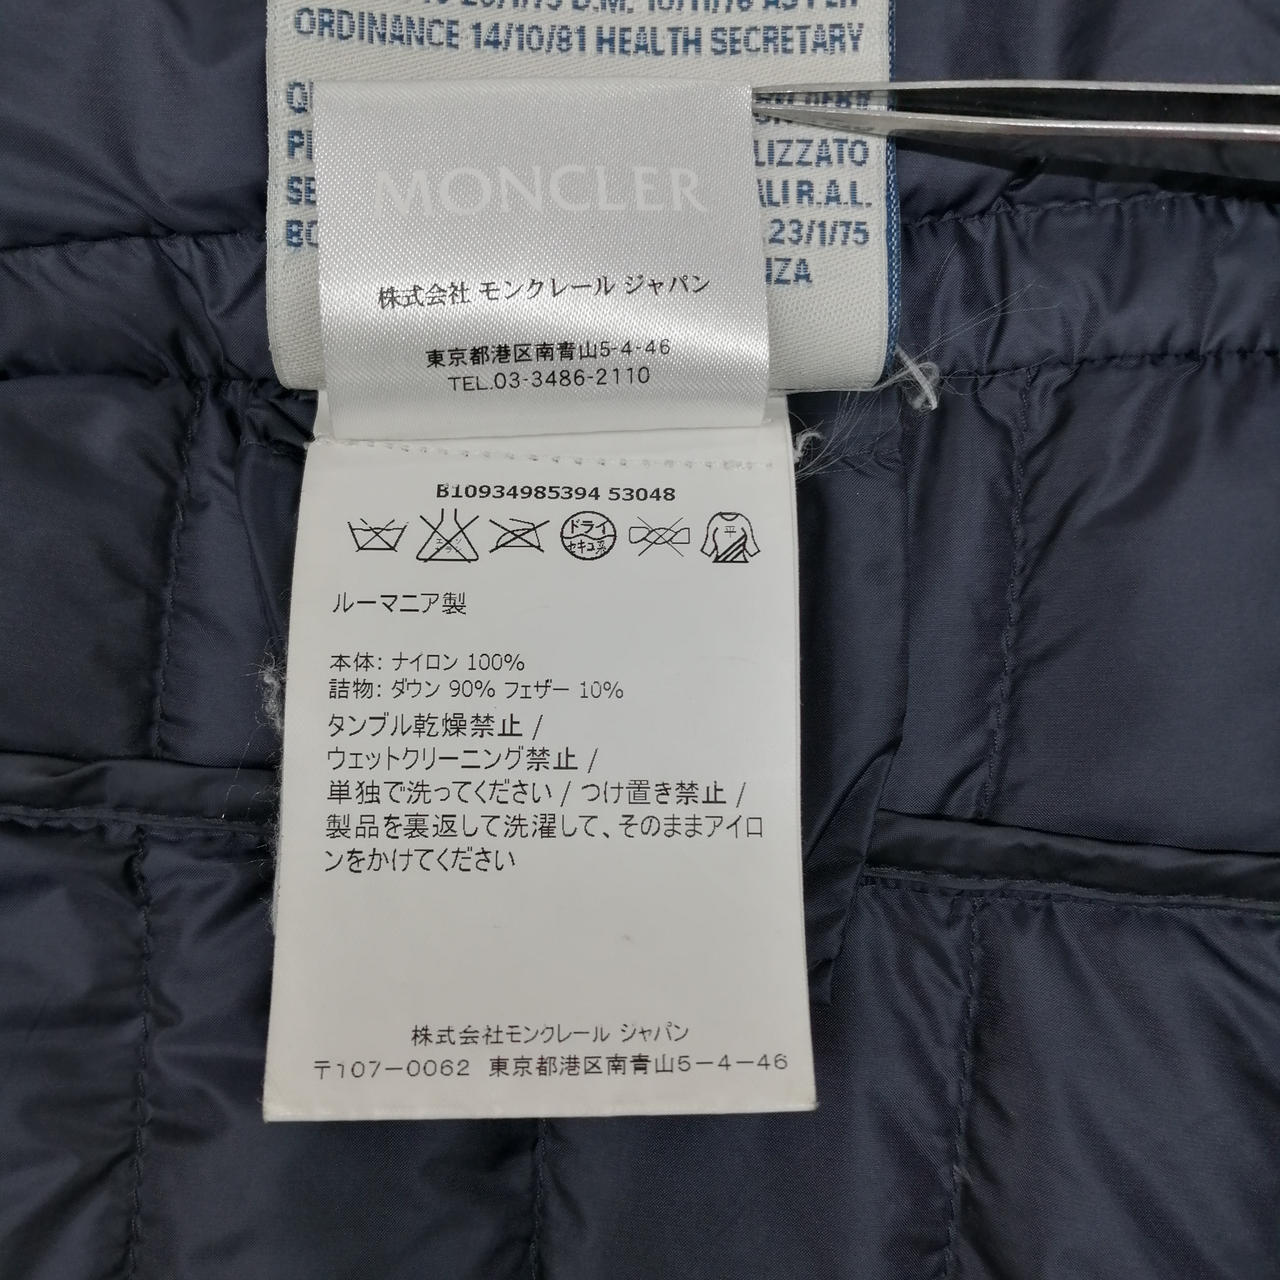 ORDINANCE 14/10/81 HEALTH SECRETARY
LIZZATO
ALI R.A.L.
23/1/75
MONCLER
株式会社 モンクレール ジャパン
東京都港区南青山5-4-46
TEL.03-3486-2110
B10934985394 53048
ドライ
セキユ系
平
ルーマニア製
本体: ナイロン 100%
詰物: ダウン 90% フェザー 10%
タンブル乾燥禁止 /
ウェットクリーニング禁止 /
単独で洗ってください / つけ置き禁止 /
製品を裏返して洗濯して、そのままアイロ
ンをかけてください
株式会社モンクレール ジャパン
〒107-0062 東京都港区南青山5-4-46